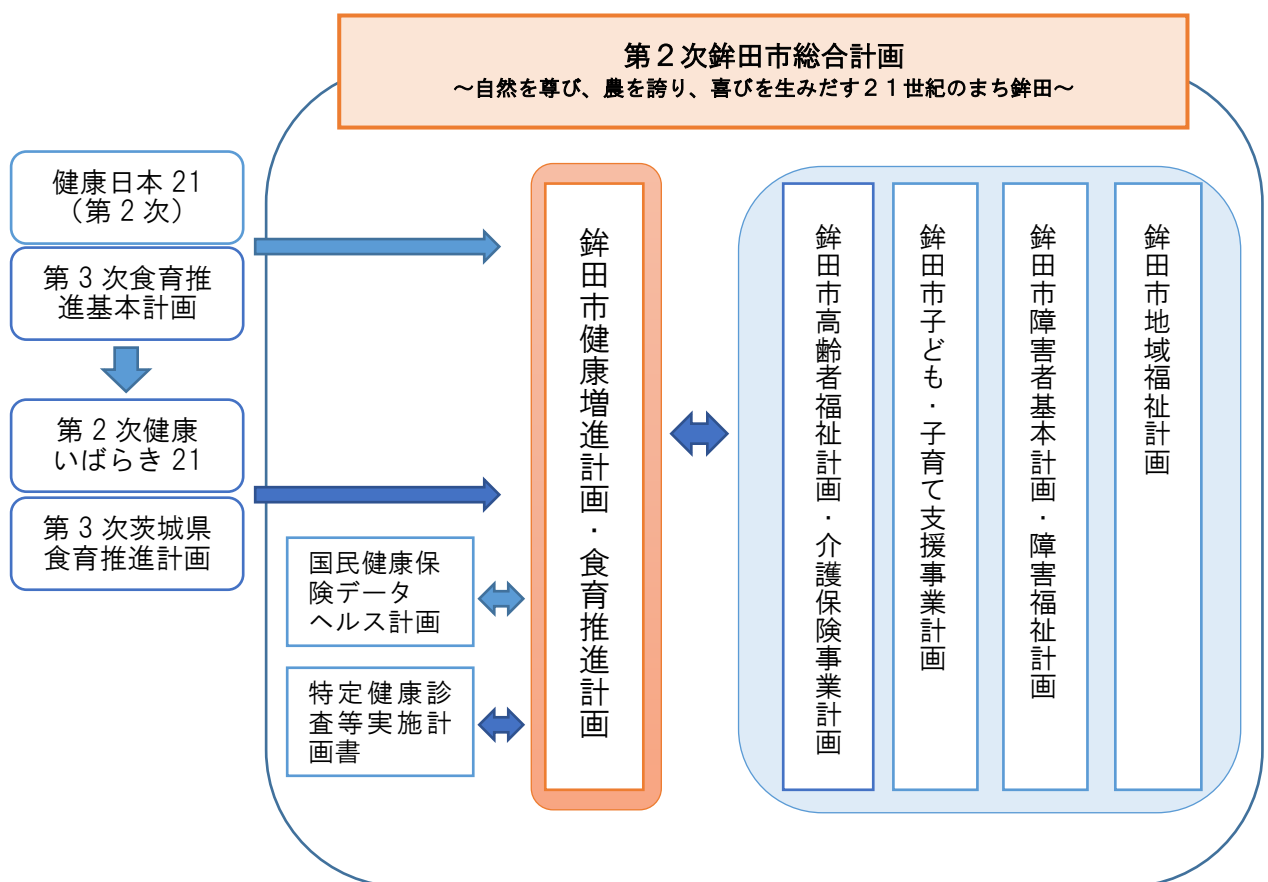 第２次鉾田市総合計画
～自然を尊び、農を誇り、喜びを生みだす２１世紀のまち鉾田～
健康日本 21
（第２次）
第３次食育推
進基本計画
第２次健康
いばらき 21
第３次茨城県
食育推進計画
国民健康保
険データ
ヘルス計画
特定健康診
査等実施計
画書
鉾田市健康増進計画・食育推進計画
鉾田市高齢者福祉計画・介護保険事業計画
鉾田市子ども・子育て支援事業計画
鉾田市障害者基本計画・障害福祉計画
鉾田市地域福祉計画